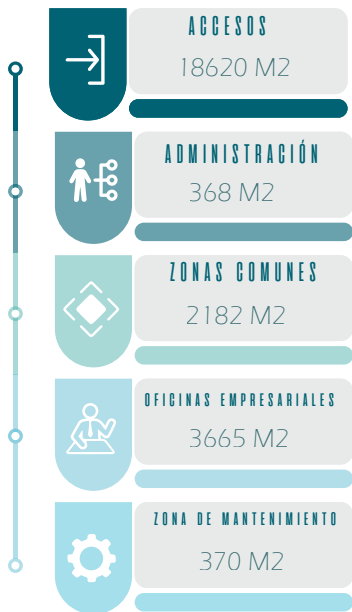 ACCESOS
18620 M2
ADMINISTRACIÓN
368 M2
ZONAS COMUNES
2182 M2
OFICINAS EMPRESARIALES
3665 M2
ZONA DE MANTENIMIENTO
370 M2